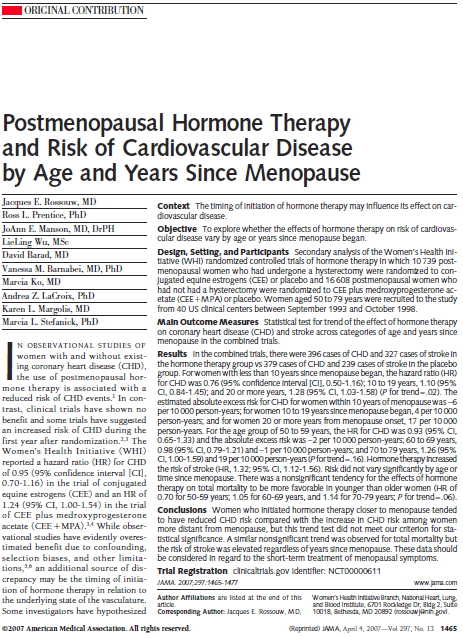 ORIGINAL CONTRIBUTION
Postmenopausal Hormone Therapy
and Risk of Cardiovascular Disease
by Age and Years Since Menopause
Jacques E. Rossouw, MD
Ross L. Prentice, PhD
JoAnn E. Manson, MD, DrPH
LieLing Wu, MSc
David Barad, MD
Vanessa M. Barnabei, MD, PhD
Marcia Ko, MD
Andrea Z. LaCroix, PhD
Karen L. Margolis, MD
Marcia L. Stefanick, PhD
IN OBSERVATIONAL STUDIES OF
women with and without exist-
ing coronary heart disease (CHD),
the use of postmenopausal hor-
mone therapy is associated with a
reduced risk of CHD events.1 In con-
trast, clinical trials have shown no
benefit and some trials have suggested
an increased risk of CHD during the
first year after randomization.2,3 The
Women's Health Initiative (WHI)
reported a hazard ratio (HR) for CHD
of 0.95 (95% confidence interval [CI],
0.70-1.16) in the trial of conjugated
equine estrogens (CEE) and an HR of
1.24 (95% CI, 1.00-1.54) in the trial
of CEE plus medroxyprogesterone
acetate (CEE + MPA).3,4 While obser-
vational studies have evidently overes-
timated benefit due to confounding,
selection biases, and other limita-
tions,5,6 an additional source of dis-
crepancy may be the timing of initia-
tion of hormone therapy in relation to
the underlying state of the vasculature.
Some investigators have hypothesized
Context The timing of initiation of hormone therapy may influence its effect on car-
diovascular disease.
Objective To explore whether the effects of hormone therapy on risk of cardiovas-
cular disease vary by age or years since menopause began.
Design, Setting, and Participants Secondary analysis of the Women's Health Ini-
tiative (WHI) randomized controlled trials of hormone therapy in which 10 739 post-
menopausal women who had undergone a hysterectomy were randomized to con-
jugated equine estrogens (CEE) or placebo and 16 608 postmenopausal women who
had not had a hysterectomy were randomized to CEE plus medroxyprogesterone ac-
etate (CEE + MPA) or placebo. Women aged 50 to 79 years were recruited to the study
from 40 US clinical centers between September 1993 and October 1998.
Main Outcome Measures Statistical test for trend of the effect of hormone therapy
on coronary heart disease (CHD) and stroke across categories of age and years since
menopause in the combined trials.
Results In the combined trials, there were 396 cases of CHD and 327 cases of stroke in
the hormone therapy group vs 379 cases of CHD and 239 cases of stroke in the placebo
group. For women with less than 10 years since menopause began, the hazard ratio (HR)
for CHD was 0.76 (95% confidence interval [CI], 0.50-1.16); 10 to 19 years, 1.10 (95%
CI, 0.84-1.45); and 20 or more years, 1.28 (95% CI, 1.03-1.58) (P for trend=.02). The
estimated absolute excess risk for CHD for women within 10 years of menopause was −6
per 10 000 person-years; for women 10 to 19 years since menopause began, 4 per 10 000
person-years; and for women 20 or more years from menopause onset, 17 per 10 000
person-years. For the age group of 50 to 59 years, the HR for CHD was 0.93 (95% CI,
0.65-1.33) and the absolute excess risk was −2 per 10 000 person-years; 60 to 69 years,
0.98 (95% CI, 0.79-1.21) and −1 per 10 000 person-years; and 70 to 79 years, 1.26 (95%
CI, 1.00-1.59) and 19 per 10 000 person-years (P for trend=.16). Hormone therapy increased
the risk of stroke (HR, 1.32; 95% CI, 1.12-1.56). Risk did not vary significantly by age or
time since menopause. There was a nonsignificant tendency for the effects of hormone
therapy on total mortality to be more favorable in younger than older women (HR of
0.70 for 50-59 years; 1.05 for 60-69 years, and 1.14 for 70-79 years; P for trend=.06).
Conclusions Women who initiated hormone therapy closer to menopause tended
to have reduced CHD risk compared with the increase in CHD risk among women
more distant from menopause, but this trend test did not meet our criterion for sta-
tistical significance. A similar nonsignificant trend was observed for total mortality but
the risk of stroke was elevated regardless of years since menopause. These data should
be considered in regard to the short-term treatment of menopausal symptoms.
Trial Registration clinicaltrials.gov Identifier: NCT00000611
JAMA. 2007;297:1465-1477 www.jama.com
Author Affiliations are listed at the end of this
article.
Corresponding Author: Jacques E. Rossouw, MD,
Women's Health Initiative Branch, National Heart, Lung,
and Blood Institute, 6701 Rockledge Dr, Bldg 2, Suite
10018, Bethesda, MD 20892 (rossouwj@nih.gov).
©2007 American Medical Association. All rights reserved. (Reprinted) JAMA, April 4, 2007—Vol 297, No. 13 1465